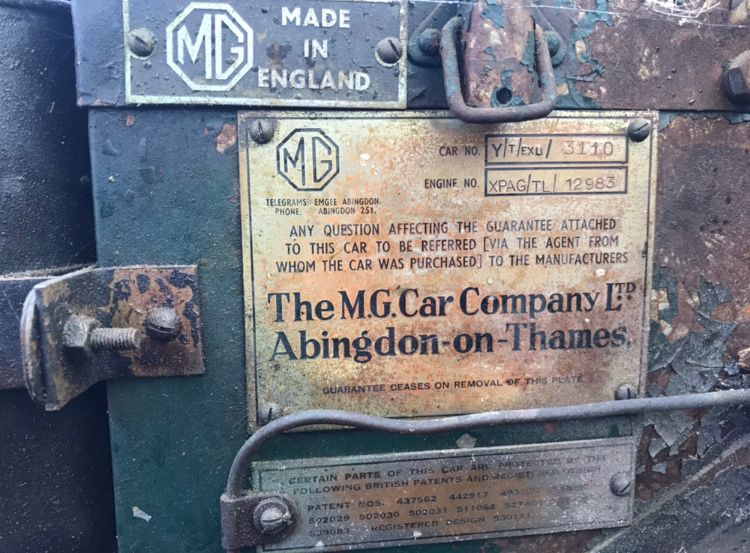 MG
MADE
IN
ENGLAND
MG
CAR NO. Y/T/EXU/ 3110
ENGINE NO. XPAG/TL/ 12983
TELEGRAMS: EMGEE ABINGDON.
PHONE: ABINGDON 251.
ANY QUESTION AFFECTING THE GUARANTEE ATTACHED
TO THIS CAR TO BE REFERRED [VIA THE AGENT FROM
WHOM THE CAR WAS PURCHASED] TO THE MANUFACTURERS
The M.G. Car Company LTD
Abingdon-on-Thames.
GUARANTEE CEASES ON REMOVAL OF THIS PLATE
CERTAIN PARTS OF THIS CAR ARE PROTECTED BY THE
FOLLOWING BRITISH PATENTS AND REGISTERED DESIGN
PATENT NOS. 437562 442917
502029 502030 502031 511064
529083 REGISTERED DESIGN